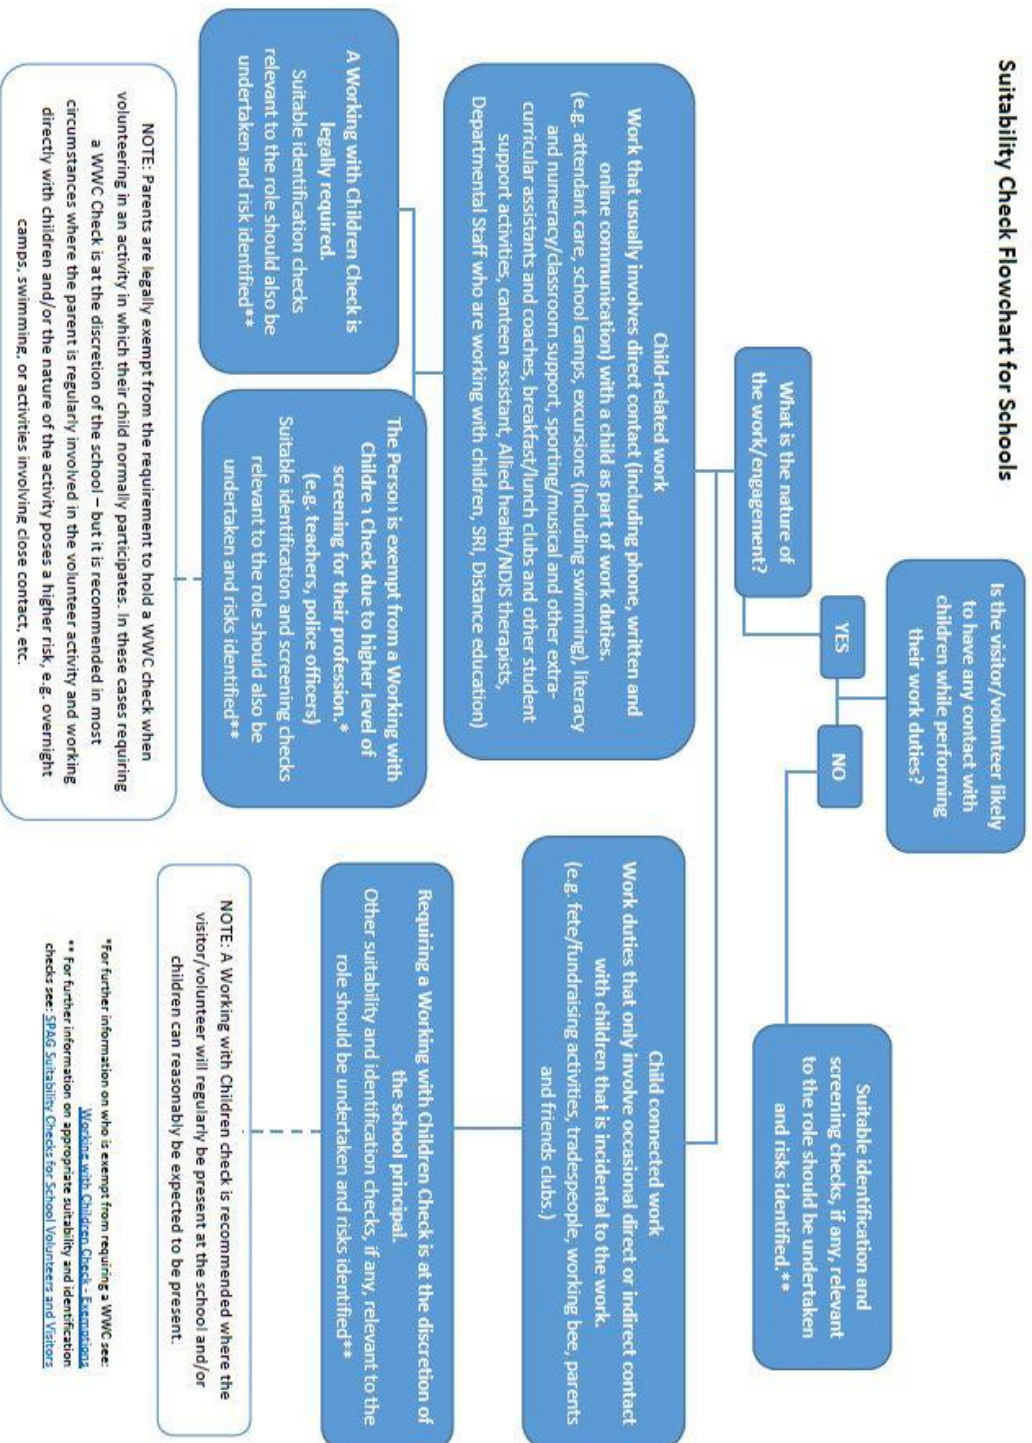 Suitability Check Flowchart for Schools
Is the visitor/volunteer likely
to have any contact with
children while performing
their work duties?
YES
NO
What is the nature of
the work/engagement?
Suitable identification and
screening checks, if any, relevant
to the role should be undertaken
and risks identified.**
Child-related work
Work that usually involves direct contact (including phone, written and
online communication) with a child as part of work duties.
(e.g. attendant care, school camps, excursions (including swimming), literacy
and numeracy/classroom support, sporting/musical and other extra-
curricular assistants and coaches, breakfast/lunch clubs and other student
support activities, canteen assistant, Allied health/NDIS therapists,
Departmental Staff who are working with children, SRI, Distance education)
Child connected work
Work duties that only involve occasional direct or indirect contact
with children that is incidental to the work.
(e.g. fete/fundraising activities, tradespeople, working bee, parents
and friends clubs.)
A Working with Children Check is
legally required.
Suitable identification checks
relevant to the role should also be
undertaken and risk identified**
The Person is exempt from a Working with
Children Check due to higher level of
screening for their profession.*
(e.g. teachers, police officers)
Suitable identification and screening checks
relevant to the role should also be
undertaken and risks identified**
Requiring a Working with Children Check is at the discretion of
the school principal.
Other suitability and identification checks, if any, relevant to the
role should be undertaken and risks identified**
NOTE: Parents are legally exempt from the requirement to hold a WWC check when
volunteering in an activity in which their child normally participates. In these cases requiring
a WWC Check is at the discretion of the school – but it is recommended in most
circumstances where the parent is regularly involved in the volunteer activity and working
directly with children and/or the nature of the activity poses a higher risk, e.g. overnight
camps, swimming, or activities involving close contact, etc.
NOTE: A Working with Children check is recommended where the
visitor/volunteer will regularly be present at the school and/or
children can reasonably be expected to be present.
*For further information on who is exempt from requiring a WWC see:
Working with Children Check - Exemptions
** For further information on appropriate suitability and identification
checks see: SPAG Suitability Checks for School Volunteers and Visitors